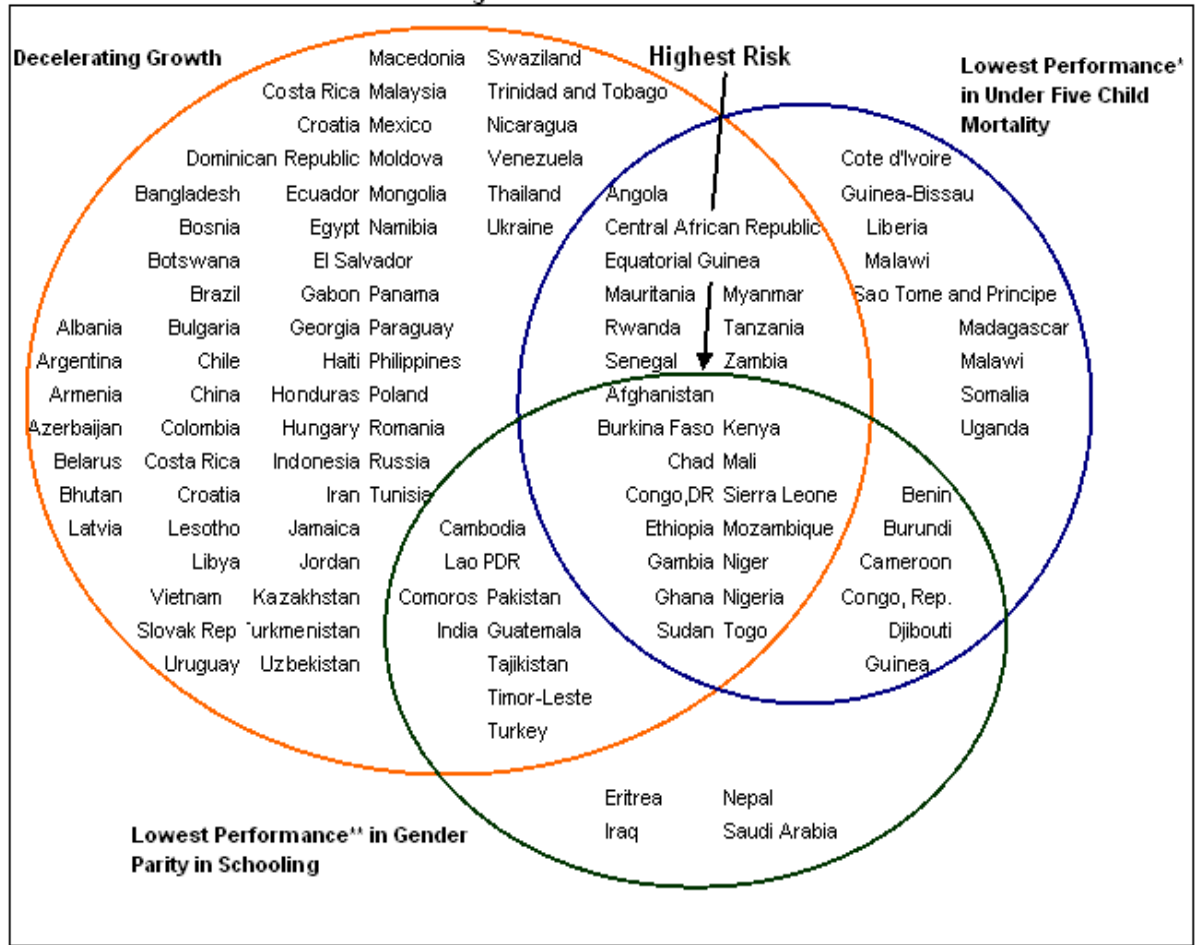 Decelerating Growth
Macedonia Swaziland
Highest Risk
Lowest Performance*
in Under Five Child
Mortality
Costa Rica Malaysia Trinidad and Tobago
Croatia Mexico Nicaragua
Dominican Republic Moldova Venezuela Cote d'Ivoire
Bangladesh Ecuador Mongolia Thailand Angola Guinea-Bissau
Bosnia Egypt Namibia Ukraine Central African Republic Liberia
Botswana El Salvador Equatorial Guinea Malawi
Brazil Gabon Panama Mauritania Myanmar Sao Tome and Principe
Albania Bulgaria Georgia Paraguay Rwanda Tanzania Madagascar
Argentina Chile Haiti Philippines Senegal Zambia Malawi
Armenia China Honduras Poland Afghanistan Somalia
Azerbaijan Colombia Hungary Romania Burkina Faso Kenya Uganda
Belarus Costa Rica Indonesia Russia Chad Mali
Bhutan Croatia Iran Tunisia Congo,DR Sierra Leone Benin
Latvia Lesotho Jamaica Cambodia Ethiopia Mozambique Burundi
Libya Jordan Lao PDR Gambia Niger Cameroon
Vietnam Kazakhstan Comoros Pakistan Ghana Nigeria Congo, Rep.
Slovak Rep Turkmenistan India Guatemala Sudan Togo Djibouti
Uruguay Uzbekistan Tajikistan Guinea
Timor-Leste
Turkey
Eritrea Nepal
Iraq Saudi Arabia
Lowest Performance** in Gender
Parity in Schooling